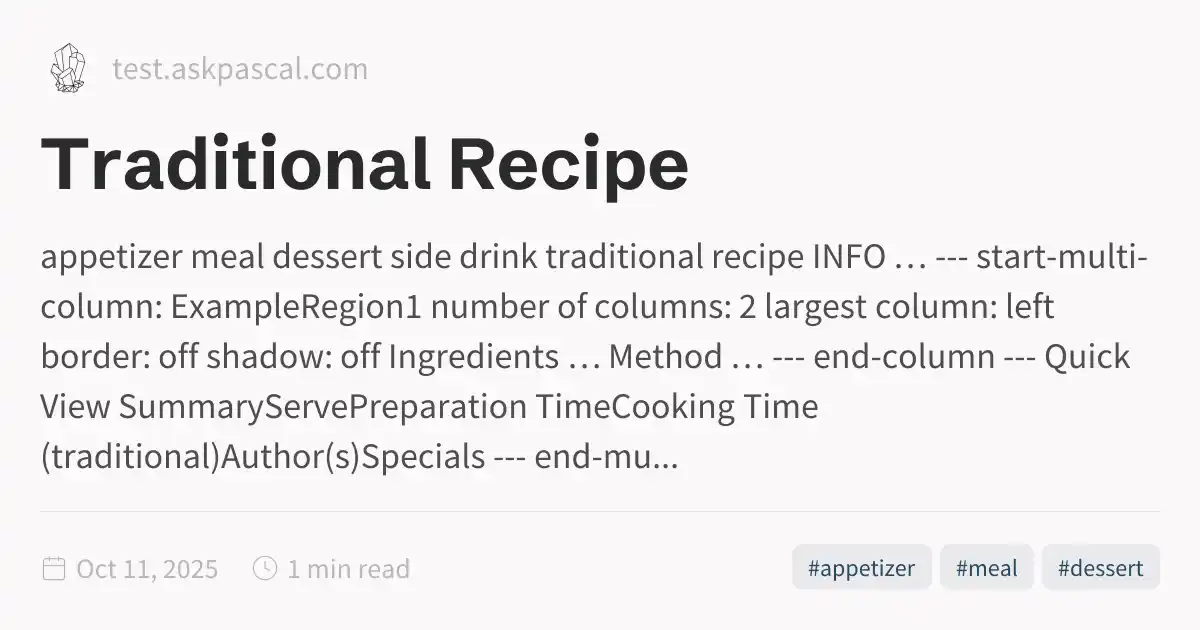 test.askpascal.com
Traditional Recipe
appetizer meal dessert side drink traditional recipe INFO … --- start-multi-
column: ExampleRegion1 number of columns: 2 largest column: left
border: off shadow: off Ingredients … Method … --- end-column --- Quick
View SummaryServePreparation TimeCooking Time
(traditional)Author(s)Specials --- end-mu...
Oct 11, 2025 1 min read #appetizer #meal #dessert